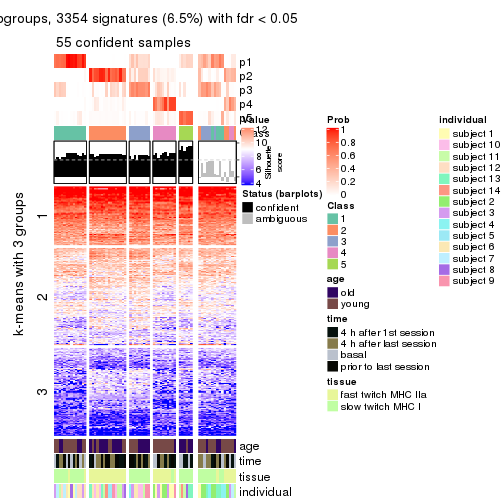 ogroups, 3354 signatures (6.5%) with fdr < 0.05
55 confident samples
p1
p2
p3
p4
p5
Class
Silhouette
score
1
2
3
k-means with 3 groups
age
time
tissue
individual
Value
12
10
8
6
4
Status (barplots)
confident
ambiguous
Prob
1
0.8
0.6
0.4
0.2
0
Class
1
2
3
4
5
age
old
young
time
4 h after 1st session
4 h after last session
basal
prior to last session
tissue
fast twitch MHC IIa
slow twitch MHC I
individual
subject 1
subject 10
subject 11
subject 12
subject 13
subject 14
subject 2
subject 3
subject 4
subject 5
subject 6
subject 7
subject 8
subject 9